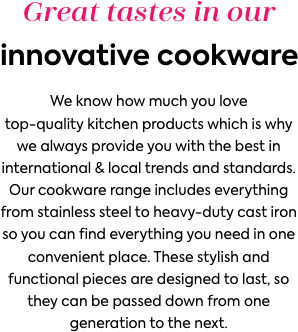 Great tastes in our
innovative cookware
We know how much you love
top-quality kitchen products which is why
we always provide you with the best in
international & local trends and standards.
Our cookware range includes everything
from stainless steel to heavy-duty cast iron
so you can find everything you need in one
convenient place. These stylish and
functional pieces are designed to last, so
they can be passed down from one
generation to the next.